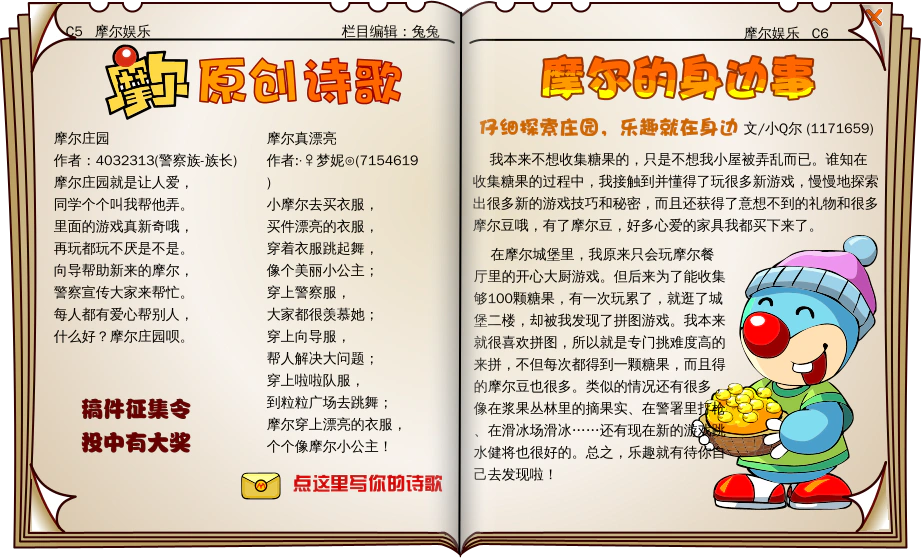 C5 摩尔娱乐
栏目编辑：兔兔
摩尔
原创诗歌
摩尔庄园
作者：4032313(警察族-族长)
摩尔庄园就是让人爱，
同学个个叫我帮他弄。
里面的游戏真新奇哦，
再玩都玩不厌是不是。
向导帮助新来的摩尔，
警察宣传大家来帮忙。
每人都有爱心帮别人，
什么好？摩尔庄园呗。
稿件征集令
投中有大奖
摩尔真漂亮
作者:·♀梦妮⊙(7154619
)
小摩尔去买衣服，
买件漂亮的衣服，
穿着衣服跳起舞，
像个美丽小公主；
穿上警察服，
大家都很羡慕她；
穿上向导服，
帮人解决大问题；
穿上啦啦队服，
到粒粒广场去跳舞；
摩尔穿上漂亮的衣服，
个个像摩尔小公主！
点这里写你的诗歌
摩尔娱乐 C6
摩尔的身边事
仔细探索庄园，乐趣就在身边 文/小Q尔 (1171659)
我本来不想收集糖果的，只是不想我小屋被弄乱而已。谁知在
收集糖果的过程中，我接触到并懂得了玩很多新游戏，慢慢地探索
出很多新的游戏技巧和秘密，而且还获得了意想不到的礼物和很多
摩尔豆哦，有了摩尔豆，好多心爱的家具我都买下来了。
在摩尔城堡里，我原来只会玩摩尔餐
厅里的开心大厨游戏。但后来为了能收集
够100颗糖果，有一次玩累了，就逛了城
堡二楼，却被我发现了拼图游戏。我本来
就很喜欢拼图，所以就是专门挑难度高的
来拼，不但每次都得到一颗糖果，而且得
的摩尔豆也很多。类似的情况还有很多，
像在浆果丛林里的摘果实、在警署里打枪
、在滑冰场滑冰……还有现在新的游戏跳
水健将也很好的。总之，乐趣就有待你自
己去发现啦！